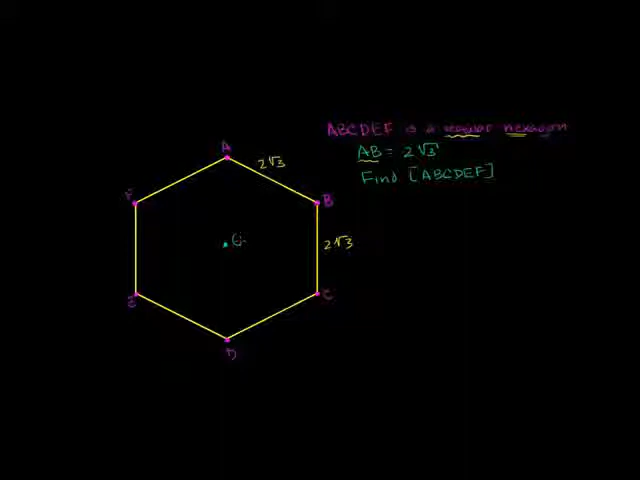 ABCDEF is a regular hexagon
AB = 2√3
Find [ABCDEF]
A
2√3
F
B
G
2√3
E
C
D